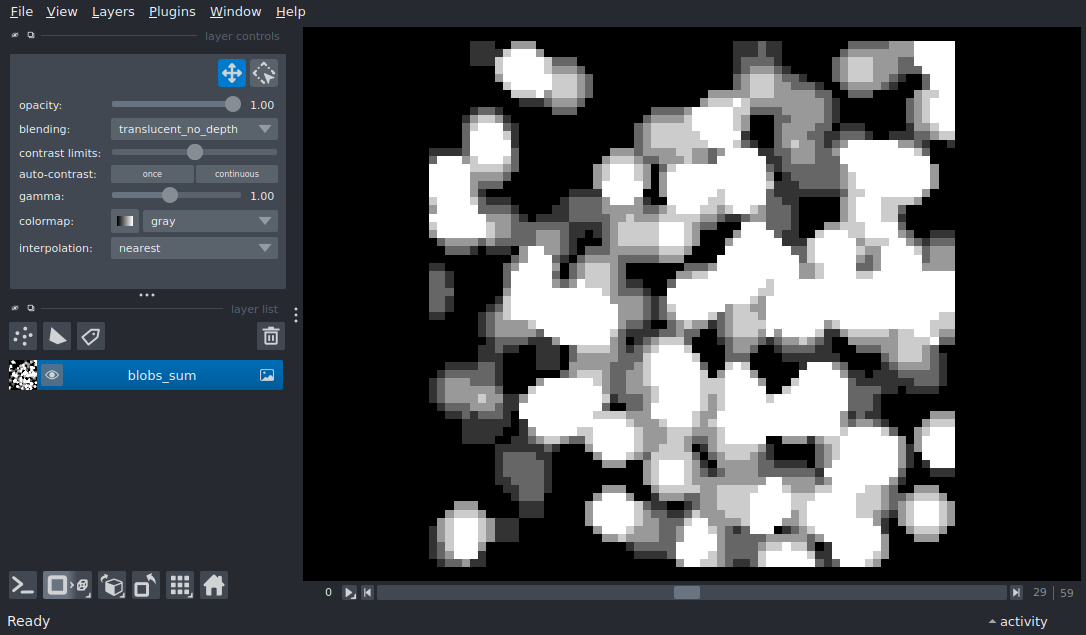 File View Layers Plugins Window Help
layer controls
opacity: 1.00
blending: translucent_no_depth
contrast limits:
auto-contrast: once continuous
gamma: 1.00
colormap: gray
interpolation: nearest
layer list
blobs_sum
0 29 | 59
Ready activity